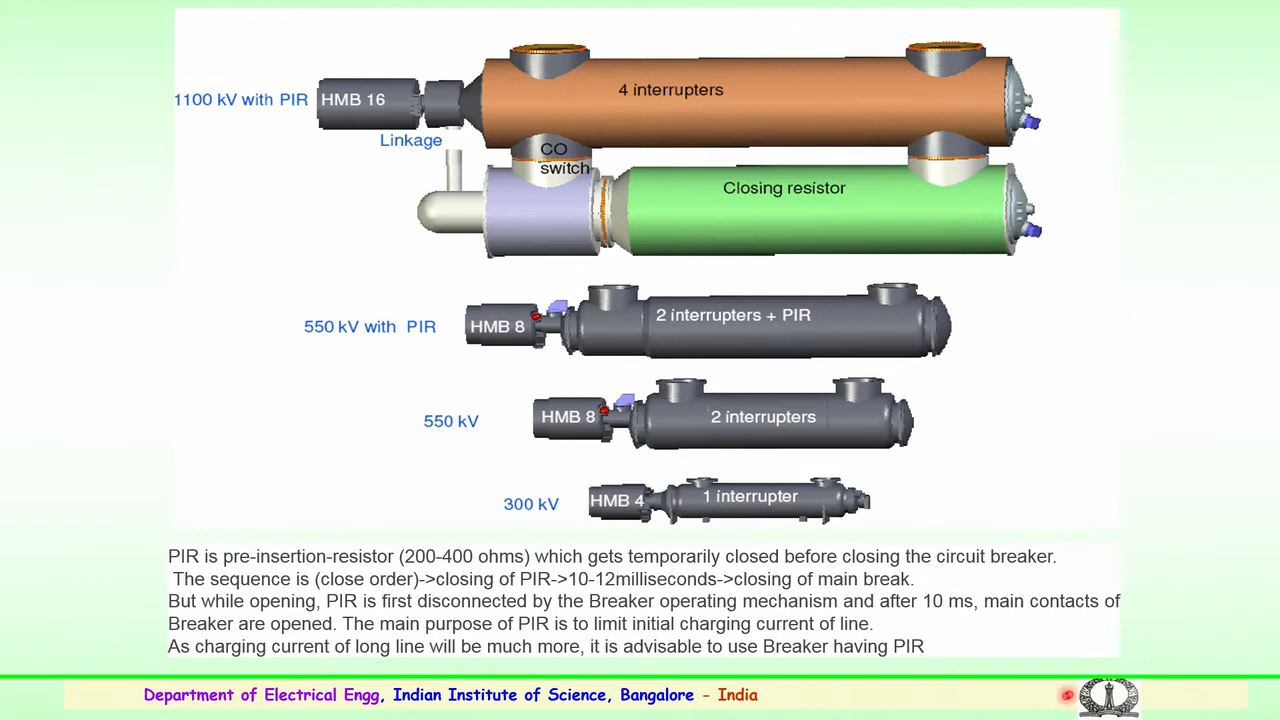 4 interrupters
1100 kV with PIR
HMB 16
Linkage
CO
switch
Closing resistor
550 kV with  PIR
HMB 8
2 interrupters + PIR
550 kV
HMB 8
2 interrupters
300 kV
HMB 4
1 interrupter
PIR is pre-insertion-resistor (200-400 ohms) which gets temporarily closed before closing the circuit breaker.
The sequence is (close order)->closing of PIR->10-12milliseconds->closing of main break.
But while opening, PIR is first disconnected by the Breaker operating mechanism and after 10 ms, main contacts of
Breaker are opened. The main purpose of PIR is to limit initial charging current of line.
As charging current of long line will be much more, it is advisable to use Breaker having PIR
Department of Electrical Engg, Indian Institute of Science, Bangalore - India